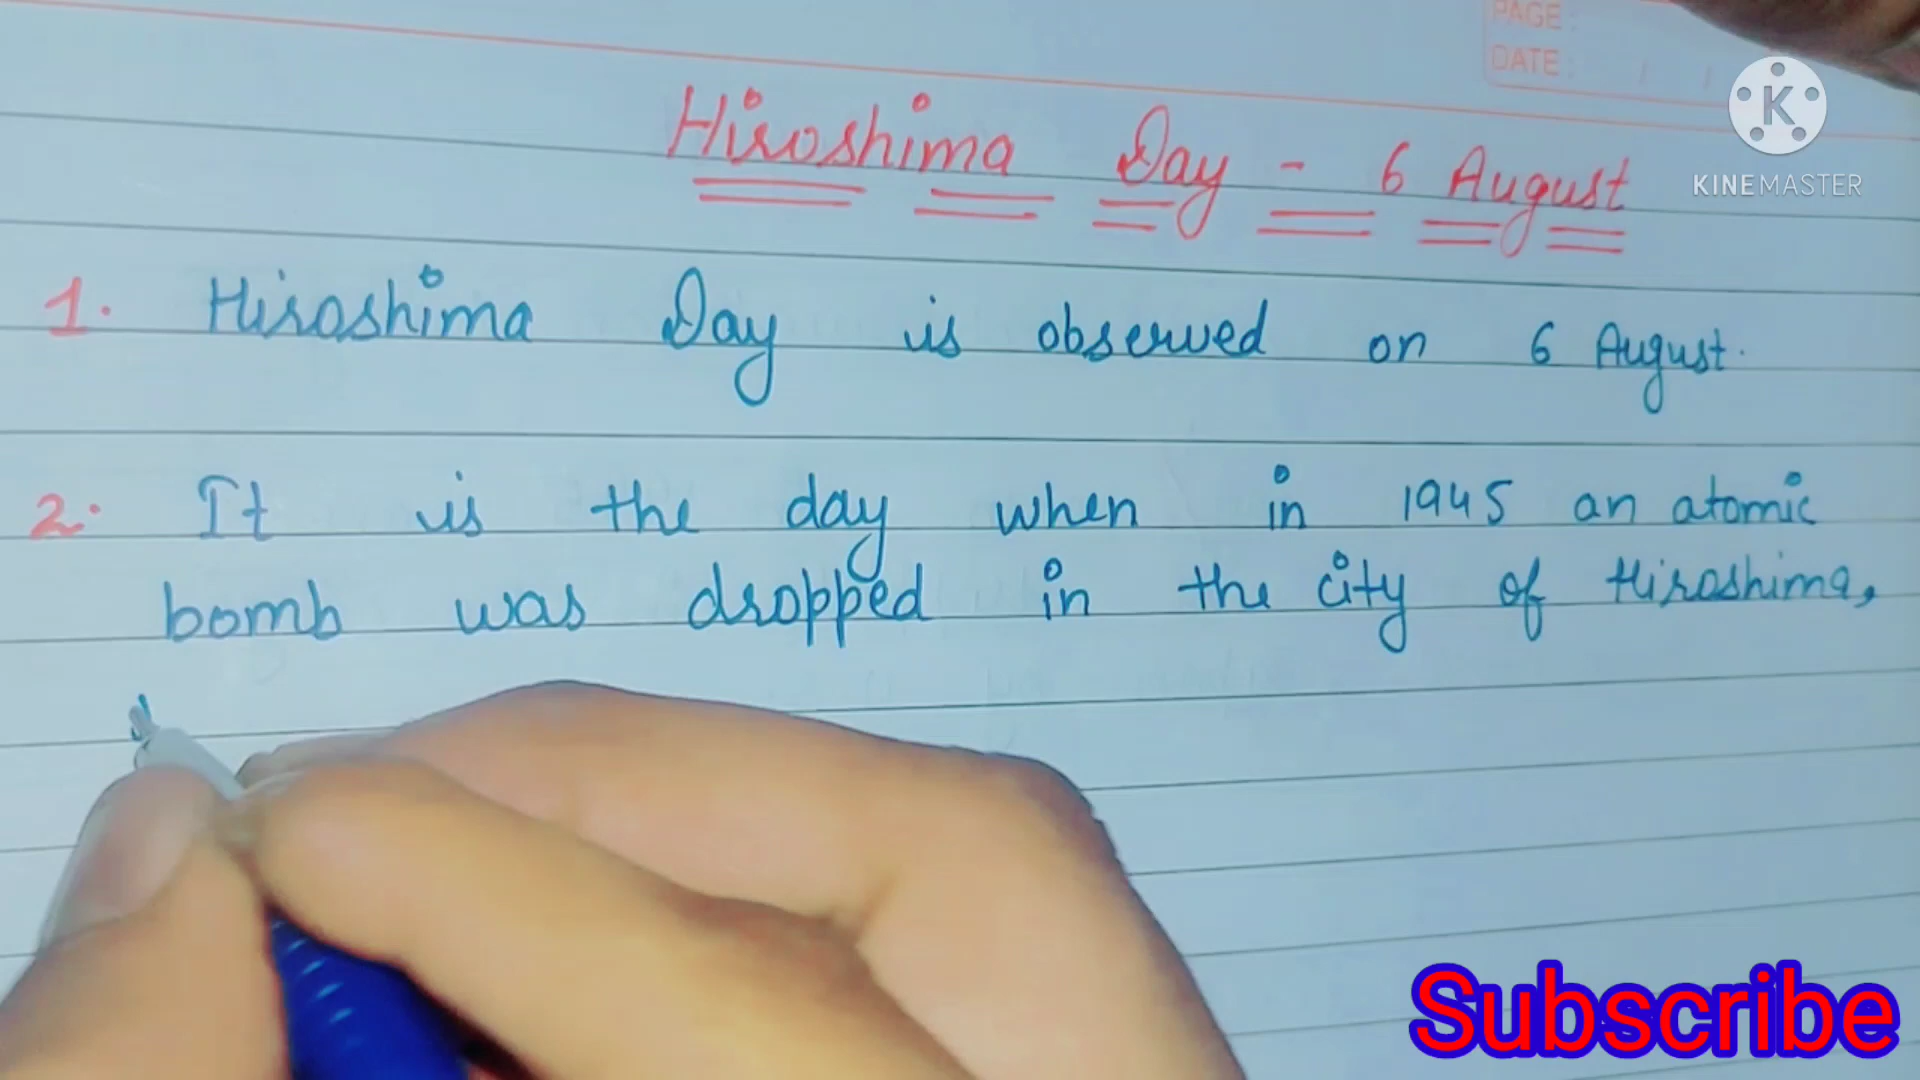 PAGE :
DATE : / /
K
KINEMASTER
Hiroshima Day - 6 August
1. Hiroshima Day is observed on 6 August.
2. It is the day when in 1945 an atomic
bomb was dropped in the city of Hiroshima,
Subscribe